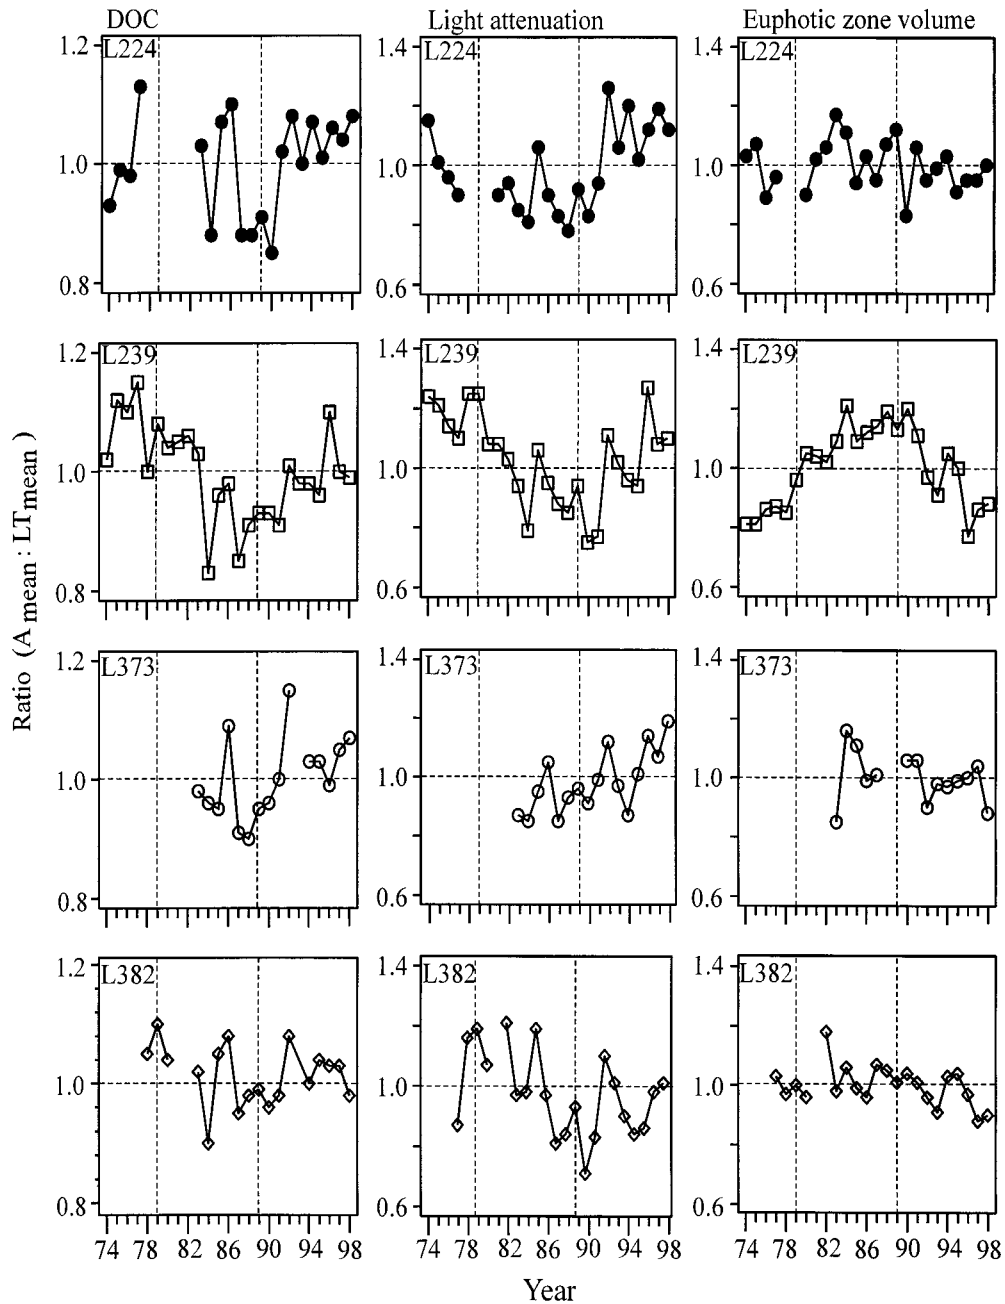 DOC Light attenuation Euphotic zone volume
L224 L224 L224
1.2 1.4 1.4
1.0 1.0 1.0
0.8 0.6 0.6
L239 L239 L239
1.2 1.4 1.4
1.0 1.0 1.0
0.8 0.6 0.6
Ratio (A mean : LT mean )
L373 L373 L373
1.2 1.4 1.4
1.0 1.0 1.0
0.8 0.6 0.6
L382 L382 L382
1.2 1.4 1.4
1.0 1.0 1.0
0.8 0.6 0.6
74 78 82 86 90 94 98 74 78 82 86 90 94 98 74 78 82 86 90 94 98
Year